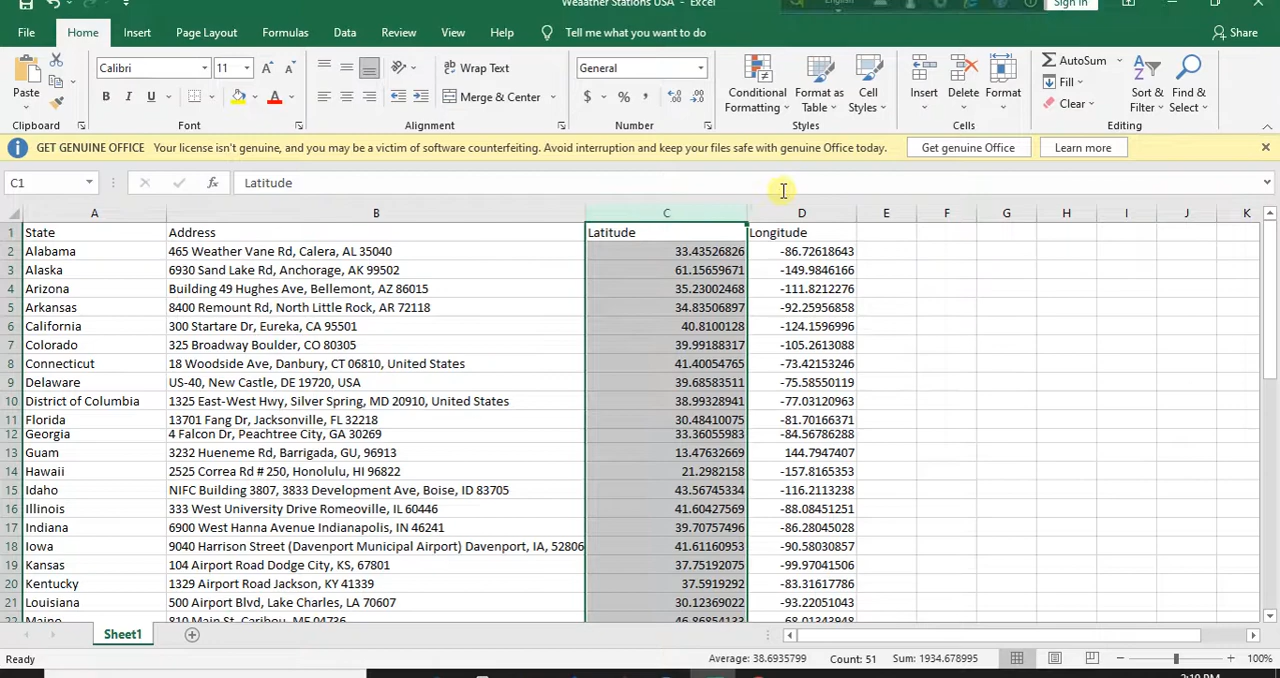 Weaather Stations USA - Excel
English
Sign in
File Home Insert Page Layout Formulas Data Review View Help Tell me what you want to do Share
Paste
Calibri 11
B I U
Wrap Text
Merge & Center
General
$ % ,
Conditional Formatting
Format as Table
Cell Styles
Insert Delete Format
AutoSum
Fill
Clear
Sort & Filter
Find & Select
Clipboard Font Alignment Number Styles Cells Editing
GET GENUINE OFFICE Your license isn't genuine, and you may be a victim of software counterfeiting. Avoid interruption and keep your files safe with genuine Office today. Get genuine Office Learn more
C1 fx Latitude
A B C D E F G H I J K
1 State Address Latitude Longitude
2 Alabama 465 Weather Vane Rd, Calera, AL 35040 33.43526826 -86.72618643
3 Alaska 6930 Sand Lake Rd, Anchorage, AK 99502 61.15659671 -149.9846166
4 Arizona Building 49 Hughes Ave, Bellemont, AZ 86015 35.23002468 -111.8212276
5 Arkansas 8400 Remount Rd, North Little Rock, AR 72118 34.83506897 -92.25956858
6 California 300 Startare Dr, Eureka, CA 95501 40.8100128 -124.1596996
7 Colorado 325 Broadway Boulder, CO 80305 39.99188317 -105.2613088
8 Connecticut 18 Woodside Ave, Danbury, CT 06810, United States 41.40054765 -73.42153246
9 Delaware US-40, New Castle, DE 19720, USA 39.68583511 -75.58550119
10 District of Columbia 1325 East-West Hwy, Silver Spring, MD 20910, United States 38.99328941 -77.03120963
11 Florida 13701 Fang Dr, Jacksonville, FL 32218 30.48410075 -81.70166371
12 Georgia 4 Falcon Dr, Peachtree City, GA 30269 33.36055983 -84.56786288
13 Guam 3232 Hueneme Rd, Barrigada, GU, 96913 13.47632669 144.7947407
14 Hawaii 2525 Correa Rd # 250, Honolulu, HI 96822 21.2982158 -157.8165353
15 Idaho NIFC Building 3807, 3833 Development Ave, Boise, ID 83705 43.56745334 -116.2113238
16 Illinois 333 West University Drive Romeoville, IL 60446 41.60427569 -88.08451251
17 Indiana 6900 West Hanna Avenue Indianapolis, IN 46241 39.70757496 -86.28045028
18 Iowa 9040 Harrison Street (Davenport Municipal Airport) Davenport, IA, 52806 41.61160953 -90.58030857
19 Kansas 104 Airport Road Dodge City, KS, 67801 37.75192075 -99.97041506
20 Kentucky 1329 Airport Road Jackson, KY 41339 37.5919292 -83.31617786
21 Louisiana 500 Airport Blvd, Lake Charles, LA 70607 30.12369022 -93.22051043
22 Maine 810 Main St, Caribou, ME 04736 46.86854133 -68.01343948
Sheet1
Ready Average: 38.6935799 Count: 51 Sum: 1934.678995 100%
2:10 PM